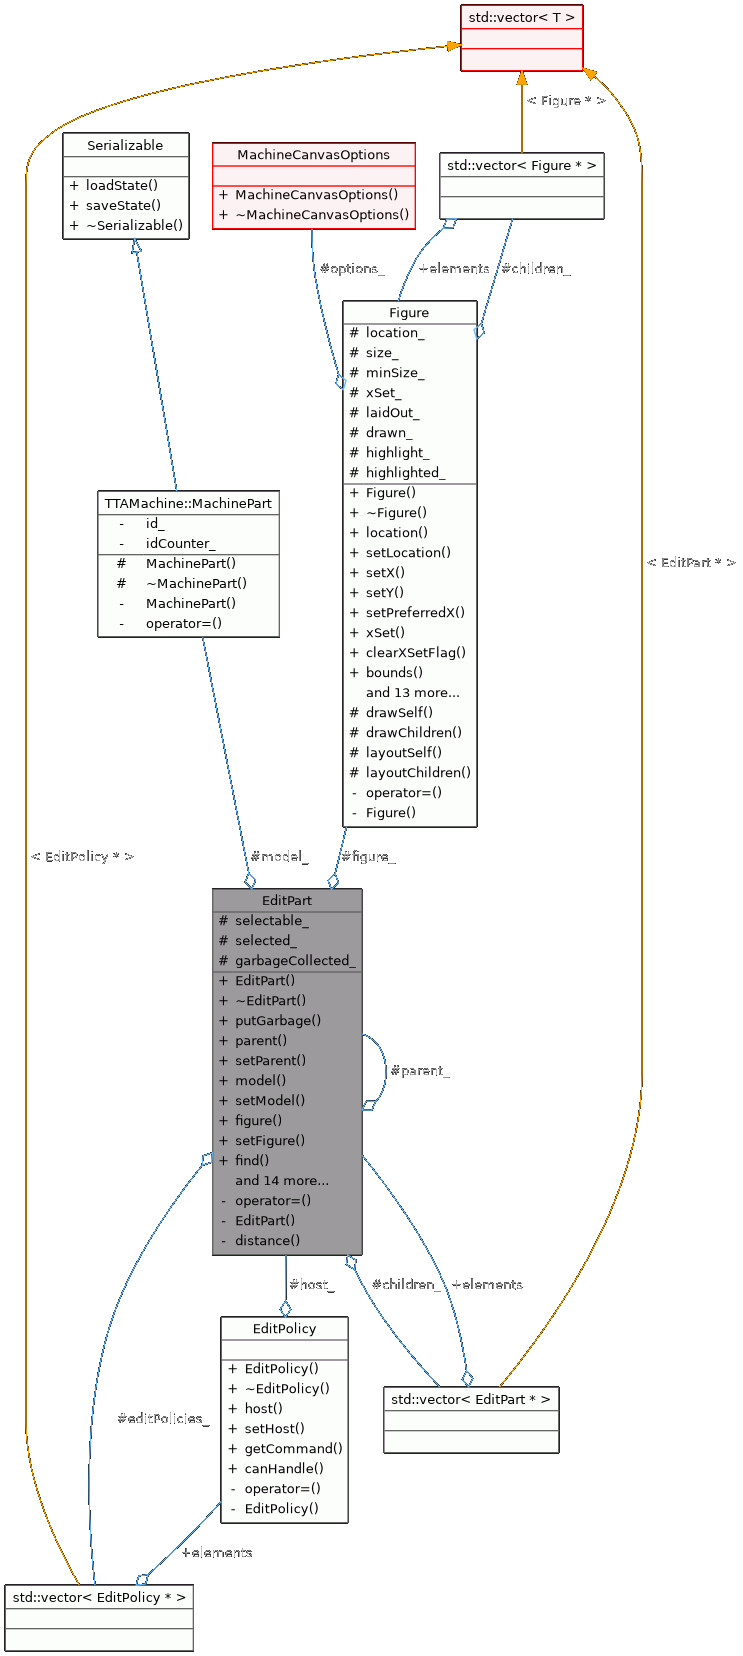 std::vector< T >
< Figure * >
Serializable
+ loadState()
+ saveState()
+ ~Serializable()
MachineCanvasOptions
+ MachineCanvasOptions()
+ ~MachineCanvasOptions()
std::vector< Figure * >
#options_
+elements
#children_
Figure
# location_
# size_
# minSize_
# xSet_
# laidOut_
# drawn_
# highlight_
# highlighted_
+ Figure()
+ ~Figure()
+ location()
+ setLocation()
+ setX()
+ setY()
+ setPreferredX()
+ xSet()
+ clearXSetFlag()
+ bounds()
and 13 more...
# drawSelf()
# drawChildren()
# layoutSelf()
# layoutChildren()
- operator=()
- Figure()
TTAMachine::MachinePart
- id_
- idCounter_
# MachinePart()
# ~MachinePart()
- MachinePart()
- operator=()
< EditPart * >
< EditPolicy * >
#model_
#figure_
EditPart
# selectable_
# selected_
# garbageCollected_
+ EditPart()
+ ~EditPart()
+ putGarbage()
+ parent()
+ setParent()
+ model()
+ setModel()
+ figure()
+ setFigure()
+ find()
and 14 more...
- operator=()
- EditPart()
- distance()
#parent_
#host_
#children_
+elements
EditPolicy
+ EditPolicy()
+ ~EditPolicy()
+ host()
+ setHost()
+ getCommand()
+ canHandle()
- operator=()
- EditPolicy()
std::vector< EditPart * >
#editPolicies_
+elements
std::vector< EditPolicy * >